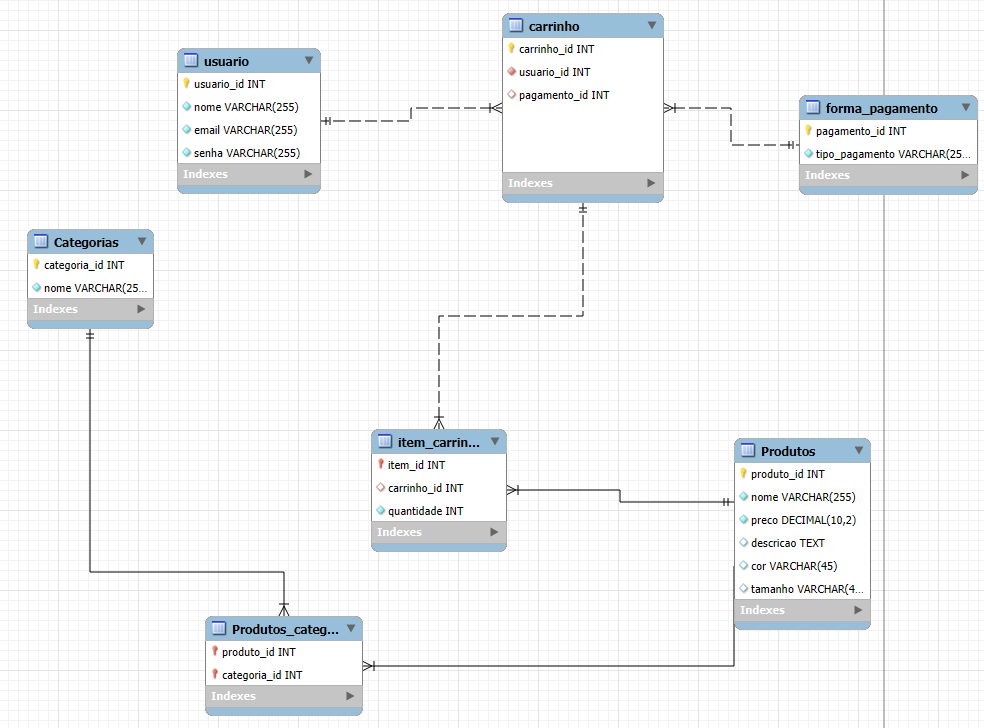 carrinho
carrinho_id INT
usuario_id INT
pagamento_id INT
Indexes
usuario
usuario_id INT
nome VARCHAR(255)
email VARCHAR(255)
senha VARCHAR(255)
Indexes
forma_pagamento
pagamento_id INT
tipo_pagamento VARCHAR(25...
Indexes
Categorias
categoria_id INT
nome VARCHAR(25...
Indexes
item_carrin...
item_id INT
carrinho_id INT
quantidade INT
Indexes
Produtos
produto_id INT
nome VARCHAR(255)
preco DECIMAL(10,2)
descricao TEXT
cor VARCHAR(45)
tamanho VARCHAR(4...
Indexes
Produtos_categ...
produto_id INT
categoria_id INT
Indexes